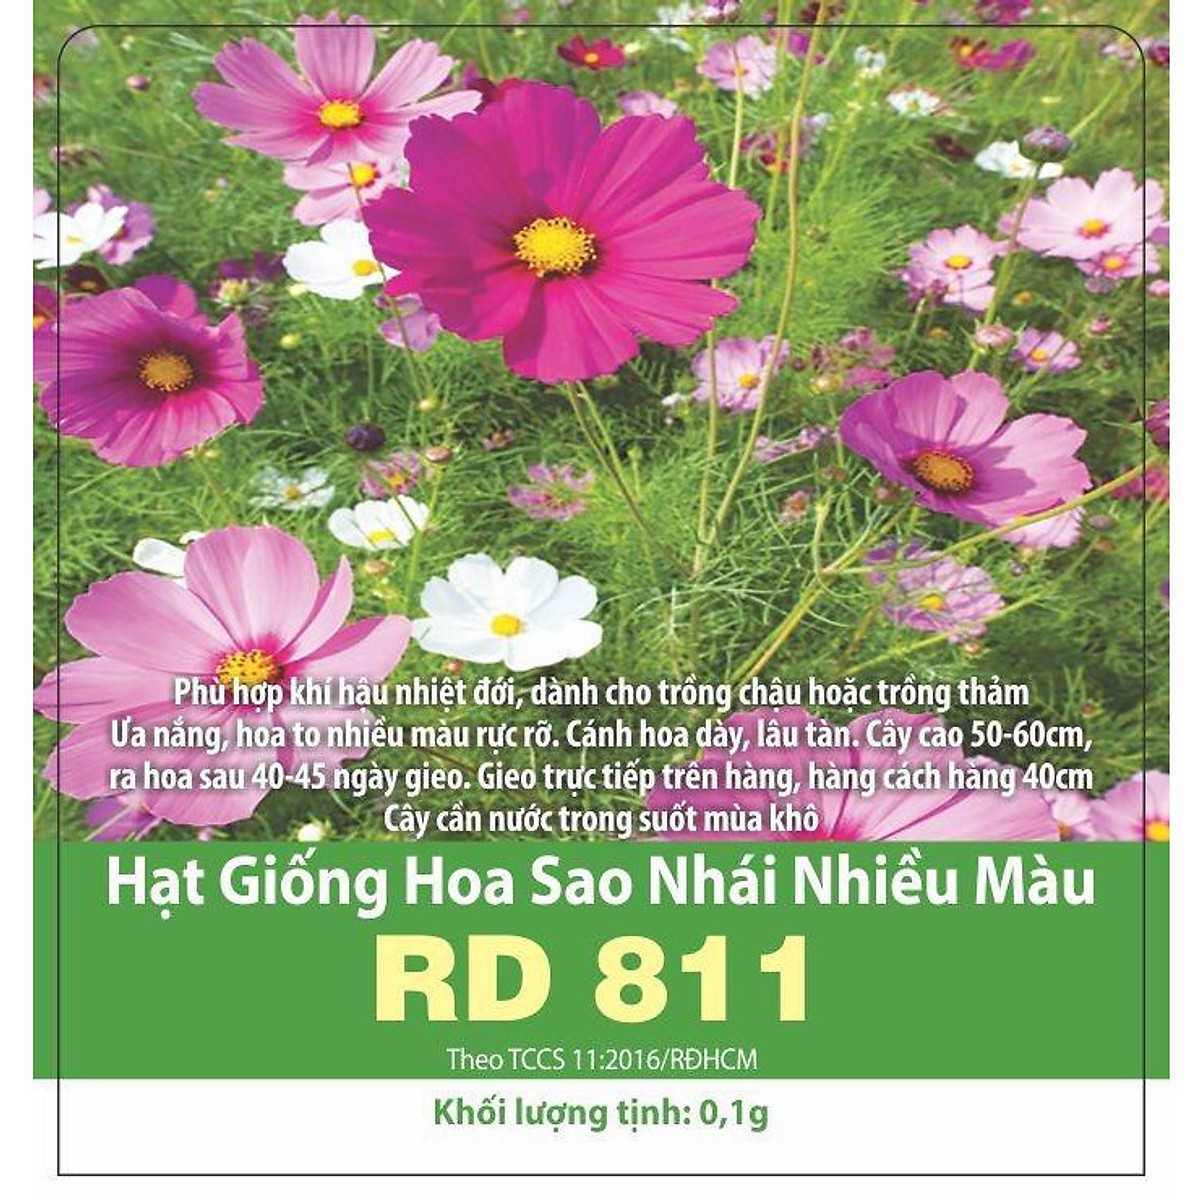 Phù hợp khí hậu nhiệt đới, dành cho trồng chậu hoặc trồng thảm
Ưa nắng, hoa to nhiều màu rực rỡ. Cánh hoa dày, lâu tàn. Cây cao 50-60cm,
ra hoa sau 40-45 ngày gieo. Gieo trực tiếp trên hàng, hàng cách hàng 40cm
Cây cần nước trong suốt mùa khô
Hạt Giống Hoa Sao Nhái Nhiều Màu
RD 811
Theo TCCS 11:2016/RĐHCM
Khối lượng tịnh: 0,1g